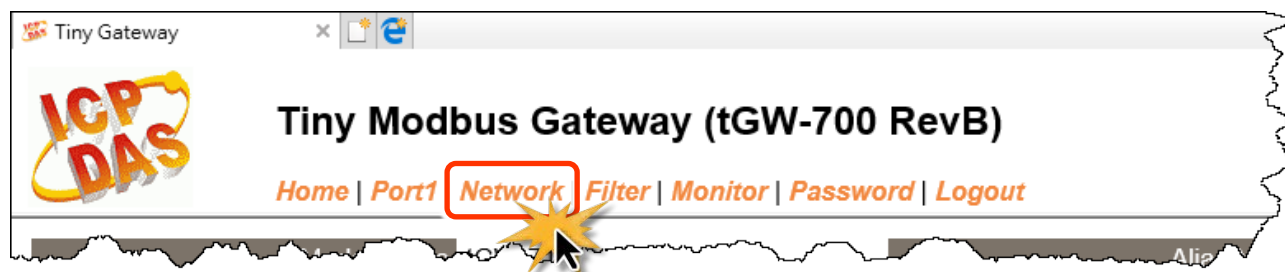 Tiny Gateway
ICP
DAS
Tiny Modbus Gateway (tGW-700 RevB)
Home | Port1 | Network | Filter | Monitor | Password | Logout